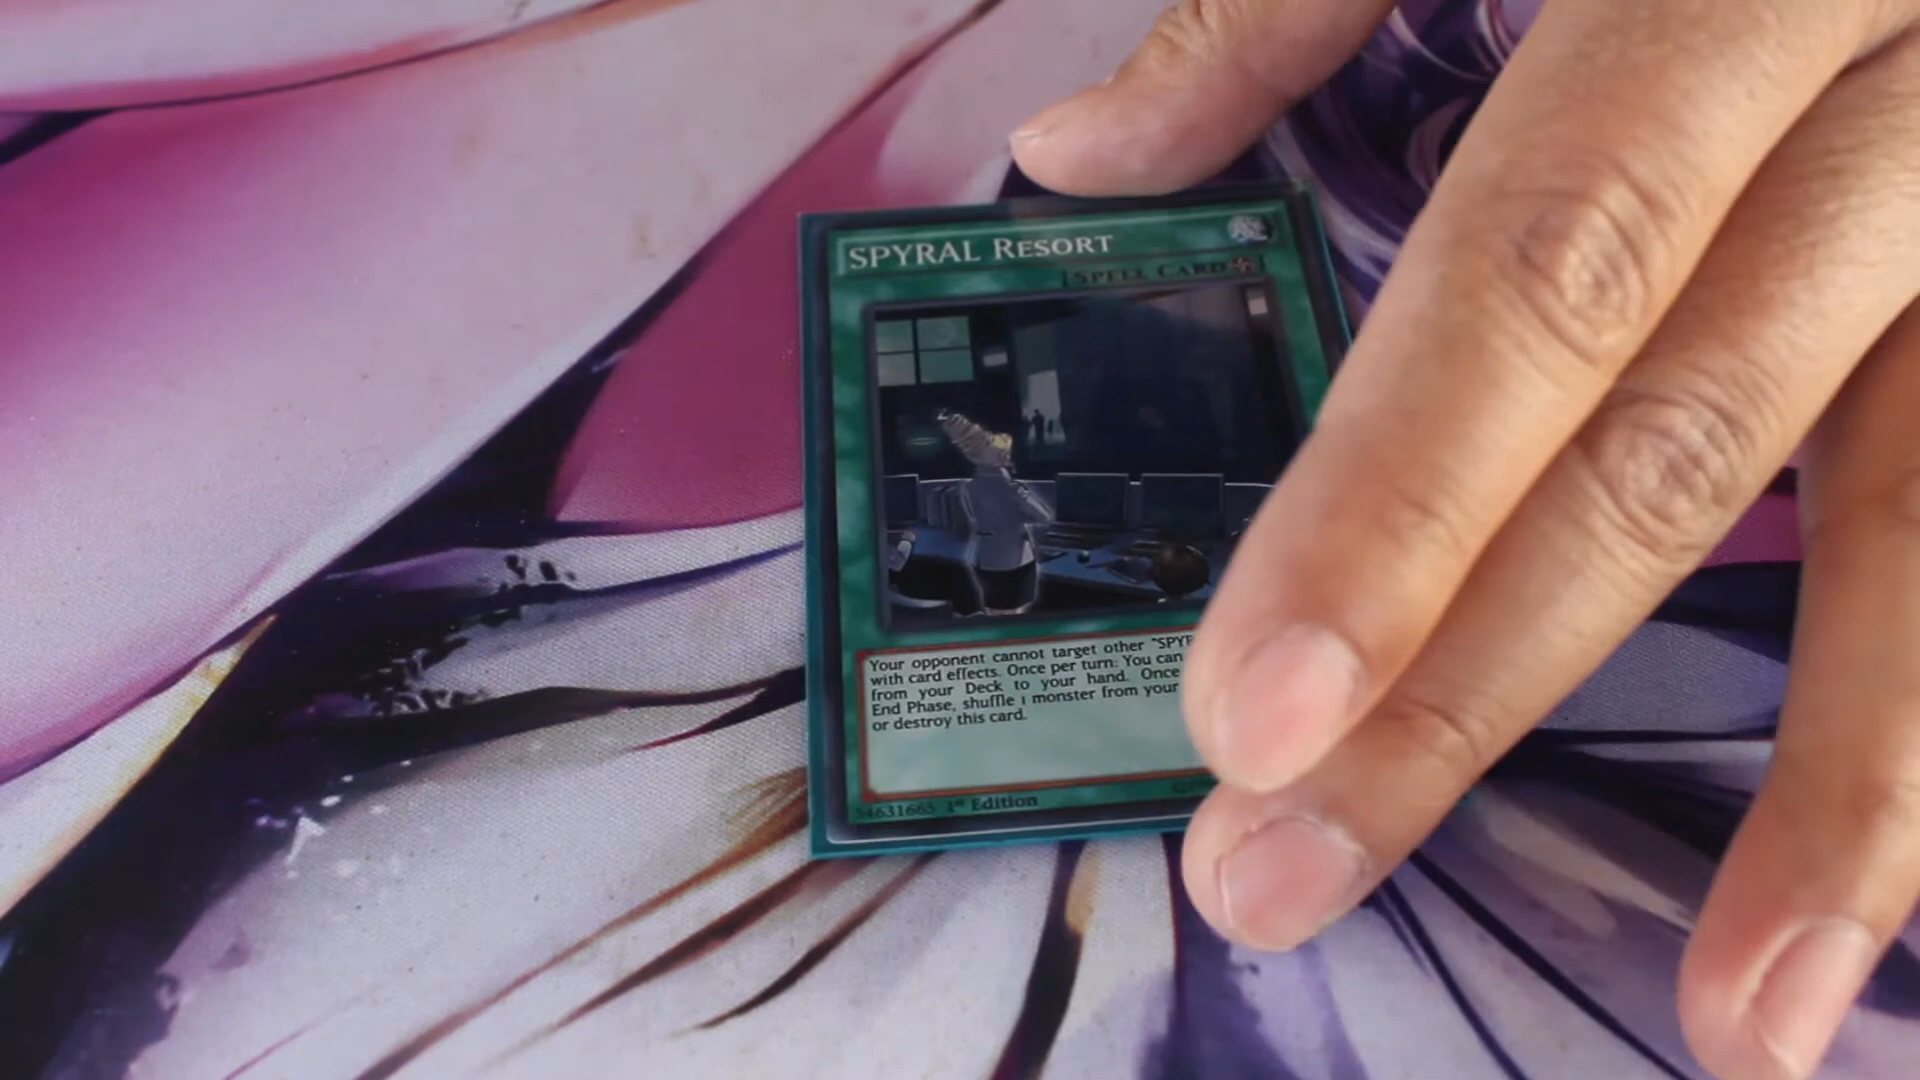 SPYRAL RESORT
[SPELL CARD
Your opponent cannot target other "SPYR
with card effects. Once per turn: You can
from your Deck to your hand. Once
End Phase, shuffle 1 monster from your
or destroy this card.
54631665 1st Edition